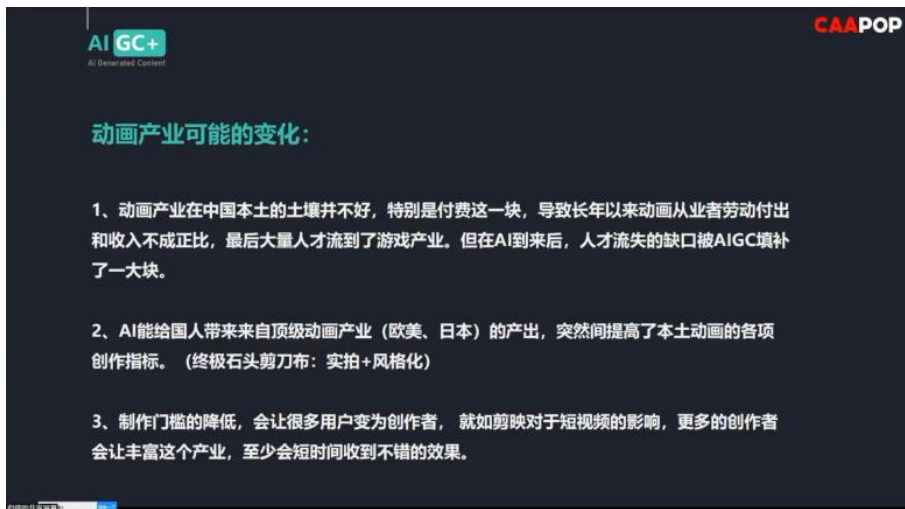 CAAPOP
AI GC+
AI Generated Content
动画产业可能的变化：
1、动画产业在中国本土的土壤并不好，特别是付费这一块，导致长年以来动画从业者劳动付出
和收入不成正比，最后大量人才流到了游戏产业。但在AI到来后，人才流失的缺口被AIGC填补
了一大块。
2、AI能给国人带来来自顶级动画产业（欧美、日本）的产出，突然间提高了本土动画的各项
创作指标。（终极石头剪刀布：实拍+风格化）
3、制作门槛的降低，会让很多用户变为创作者， 就如剪映对于短视频的影响，更多的创作者
会让丰富这个产业，至少会短时间收到不错的效果。